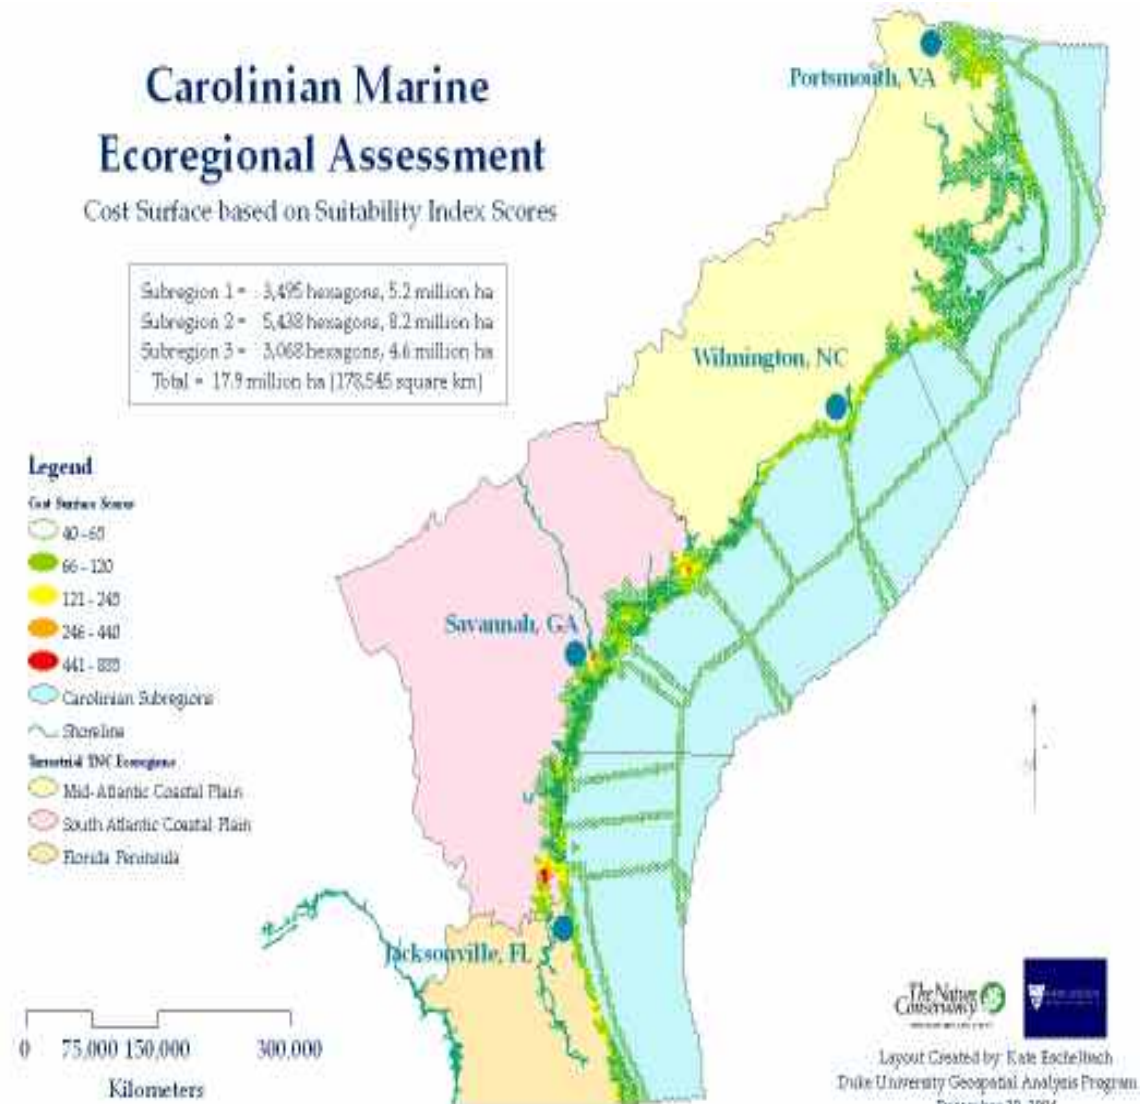 Carolinian Marine
Ecoregional Assessment
Cost Surface based on Suitability Index Scores
Subregion 1 = 3,495 hexagons, 5.2 million ha
Subregion 2 = 5,438 hexagons, 8.2 million ha
Subregion 3 = 3,068 hexagons, 4.6 million ha
Total = 17.9 million ha (178,545 square km)
Portsmouth, VA
Wilmington, NC
Savannah, GA
Jacksonville, FL
Legend
Cost Surface Scores
40 - 65
66 - 120
121 - 245
246 - 440
441 - 885
Carolinian Subregions
Shoreline
Terrestrial TNC Ecoregions
Mid-Atlantic Coastal Plain
South Atlantic Coastal Plain
Florida Peninsula
0 75,000 150,000 300,000
Kilometers
The Nature
Conservancy
Layout Created by: Kate Eschelbach
Duke University Geospatial Analysis Program